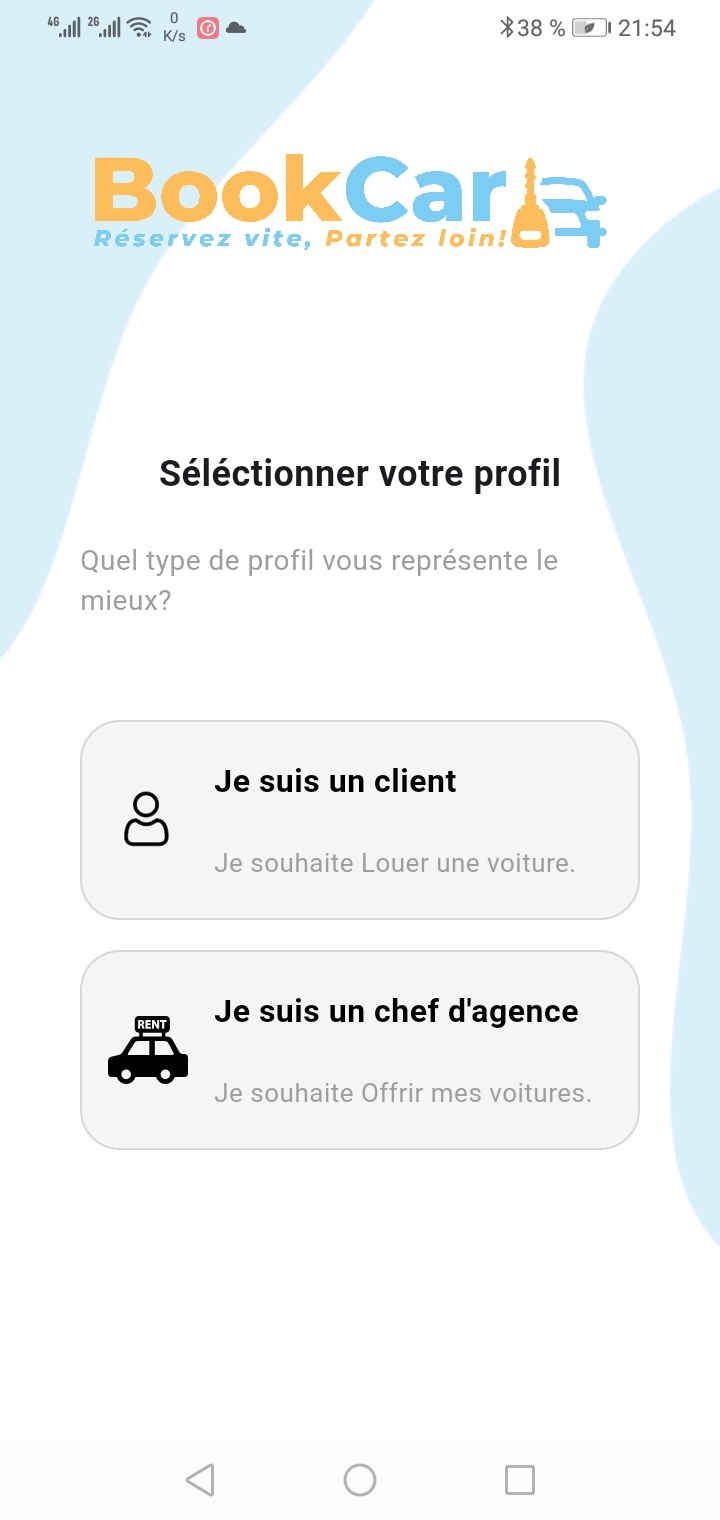 4G 2G 0 K/s 38 % 21:54
BookCar
Réservez vite, Partez loin!
Séléctionner votre profil
Quel type de profil vous représente le
mieux?
Je suis un client
Je souhaite Louer une voiture.
RENT
Je suis un chef d'agence
Je souhaite Offrir mes voitures.